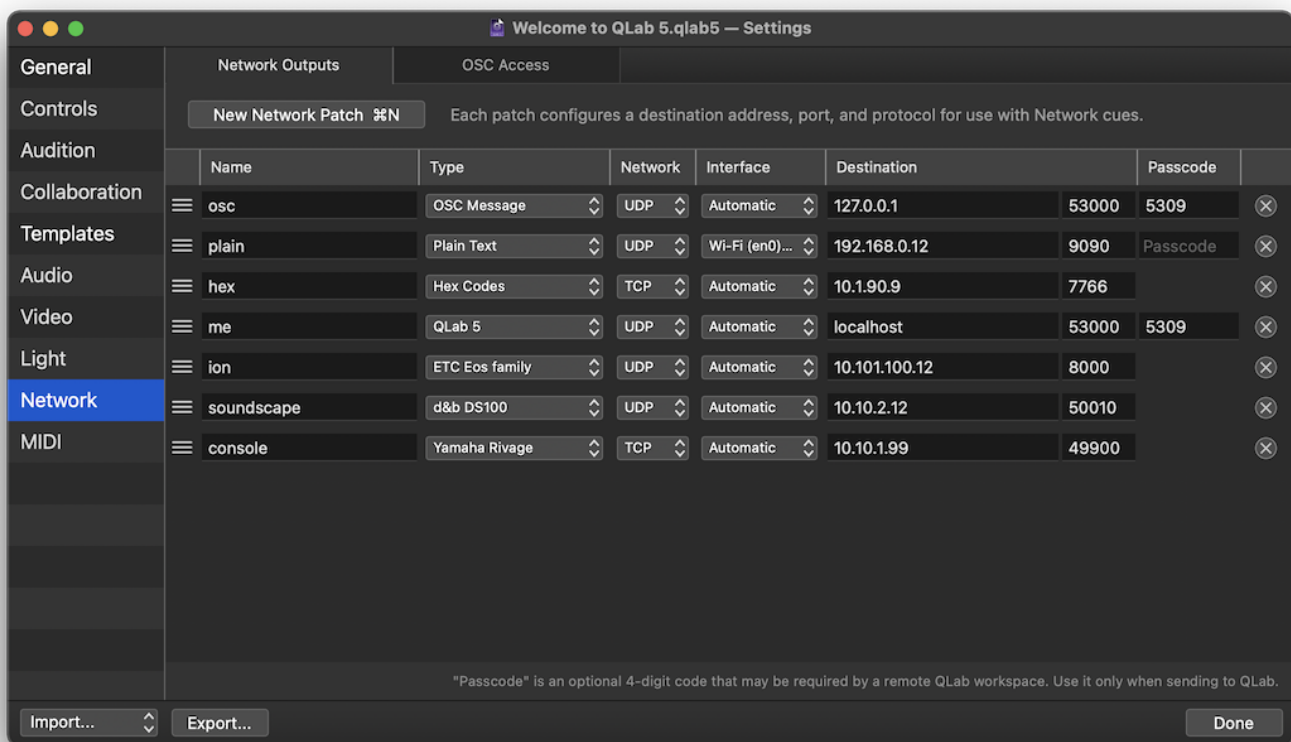 Welcome to QLab 5.qlab5 — Settings
General
Controls
Audition
Collaboration
Templates
Audio
Video
Light
Network
MIDI
Network Outputs
OSC Access
New Network Patch ⌘N
Each patch configures a destination address, port, and protocol for use with Network cues.
Name Type Network Interface Destination Passcode
osc OSC Message UDP Automatic 127.0.0.1 53000 5309
plain Plain Text UDP Wi-Fi (en0)... 192.168.0.12 9090 Passcode
hex Hex Codes TCP Automatic 10.1.90.9 7766
me QLab 5 UDP Automatic localhost 53000 5309
ion ETC Eos family UDP Automatic 10.101.100.12 8000
soundscape d&b DS100 UDP Automatic 10.10.2.12 50010
console Yamaha Rivage TCP Automatic 10.10.1.99 49900
"Passcode" is an optional 4-digit code that may be required by a remote QLab workspace. Use it only when sending to QLab.
Import... Export... Done